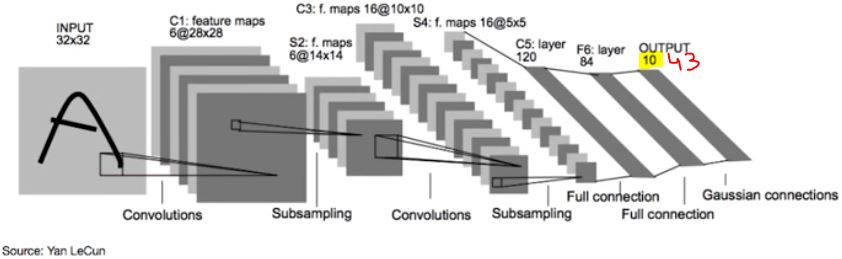 INPUT
32x32
C1: feature maps
6@28x28
S2: f. maps
6@14x14
C3: f. maps 16@10x10
S4: f. maps 16@5x5
C5: layer
120
F6: layer
84
OUTPUT
10 43
A
Convolutions
Subsampling
Convolutions
Subsampling
Full connection
Full connection
Gaussian connections
Source: Yan LeCun